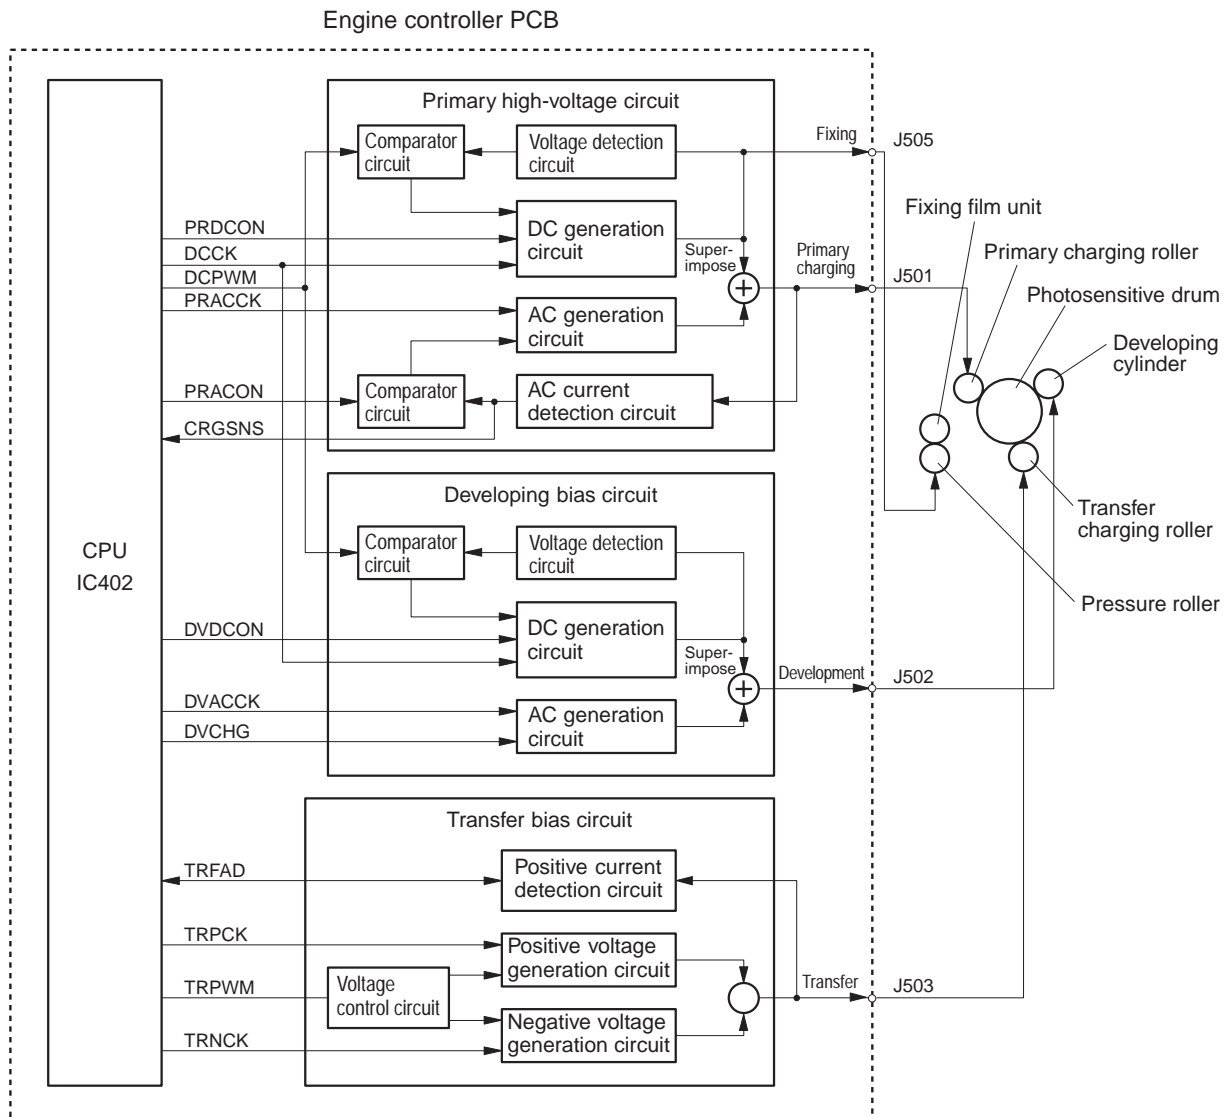 Engine controller PCB
CPU
IC402
Primary high-voltage circuit
Comparator
circuit
Voltage detection
circuit
Fixing
J505
PRDCON
DCCK
DCPWM
PRACCK
PRACON
CRGSNS
DC generation
circuit
Super-
impose
Primary
charging
J501
AC generation
circuit
Comparator
circuit
AC current
detection circuit
Fixing film unit
Primary charging roller
Photosensitive drum
Developing
cylinder
Transfer
charging roller
Pressure roller
Developing bias circuit
Comparator
circuit
Voltage detection
circuit
DVDCON
DC generation
circuit
Super-
impose
Development
J502
DVACCK
DVCHG
AC generation
circuit
Transfer bias circuit
TRFAD
Positive current
detection circuit
TRPCK
Positive voltage
generation circuit
TRPWM
Voltage
control circuit
Transfer
J503
TRNCK
Negative voltage
generation circuit